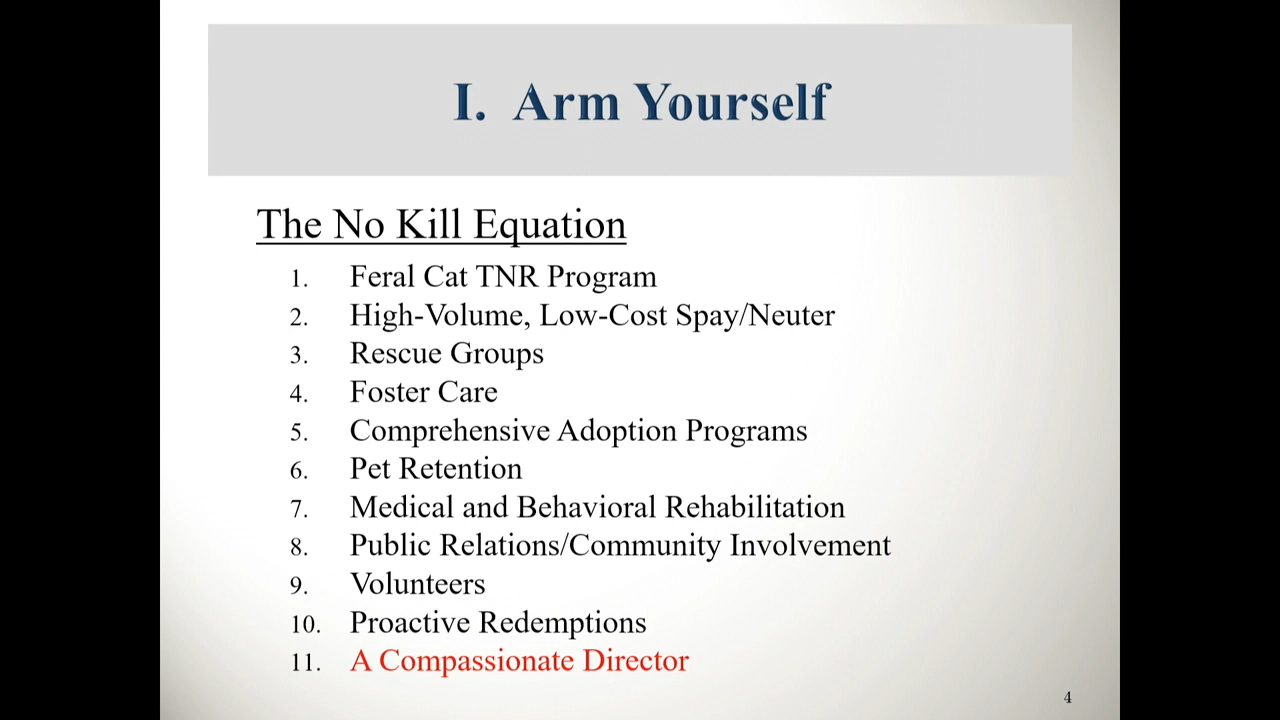 I. Arm Yourself
The No Kill Equation
1. Feral Cat TNR Program
2. High-Volume, Low-Cost Spay/Neuter
3. Rescue Groups
4. Foster Care
5. Comprehensive Adoption Programs
6. Pet Retention
7. Medical and Behavioral Rehabilitation
8. Public Relations/Community Involvement
9. Volunteers
10. Proactive Redemptions
11. A Compassionate Director
4